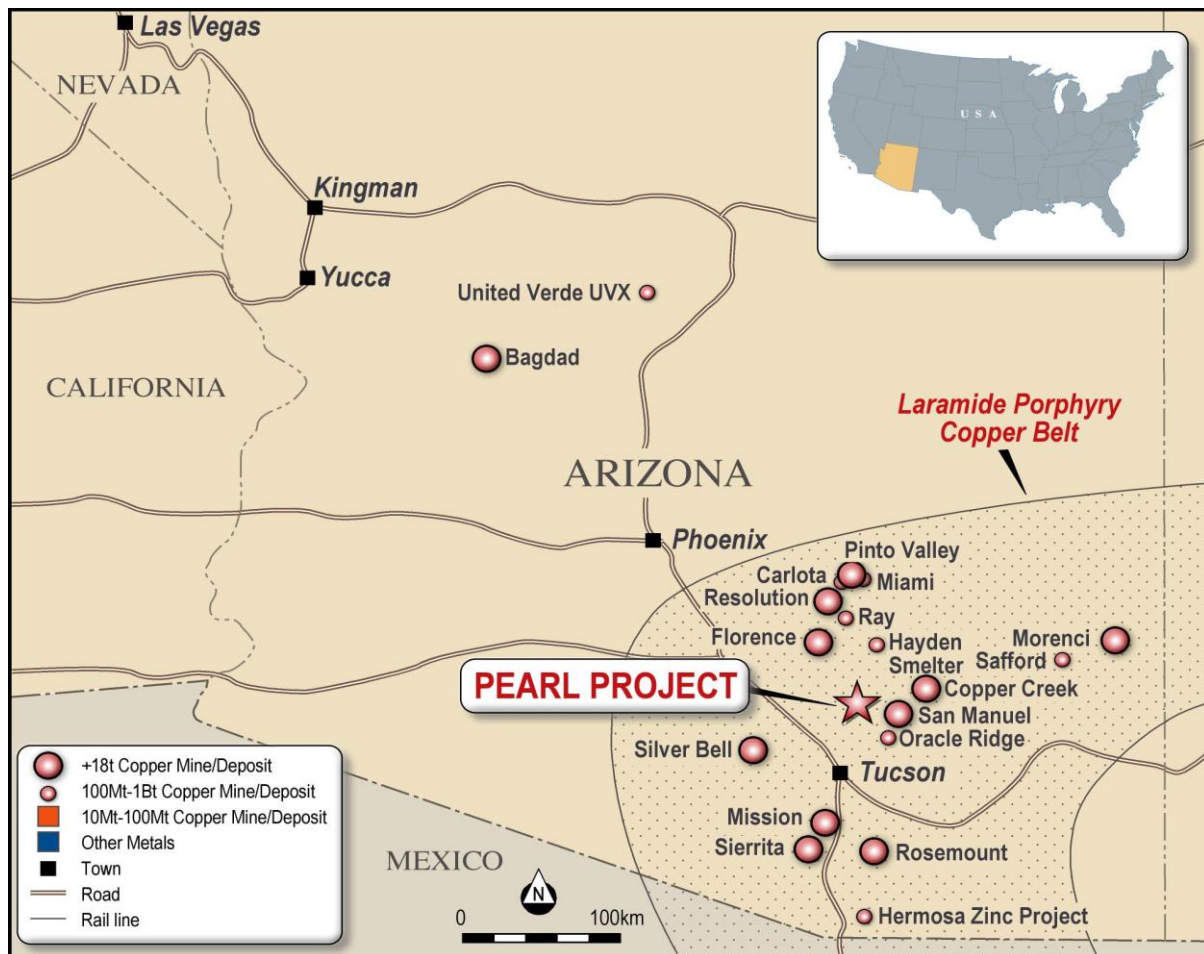 Las Vegas
NEVADA
USA
Kingman
Yucca
United Verde UVX
Bagdad
CALIFORNIA
Laramide Porphyry
Copper Belt
ARIZONA
Phoenix
Pinto Valley
Carlota
Miami
Resolution
Ray
Florence
Hayden
Smelter
Morenci
Safford
PEARL PROJECT
Copper Creek
San Manuel
Oracle Ridge
Silver Bell
Tucson
Mission
Sierrita
Rosemount
MEXICO
Hermosa Zinc Project
N
0 100km
+18t Copper Mine/Deposit
100Mt-1Bt Copper Mine/Deposit
10Mt-100Mt Copper Mine/Deposit
Other Metals
Town
Road
Rail line